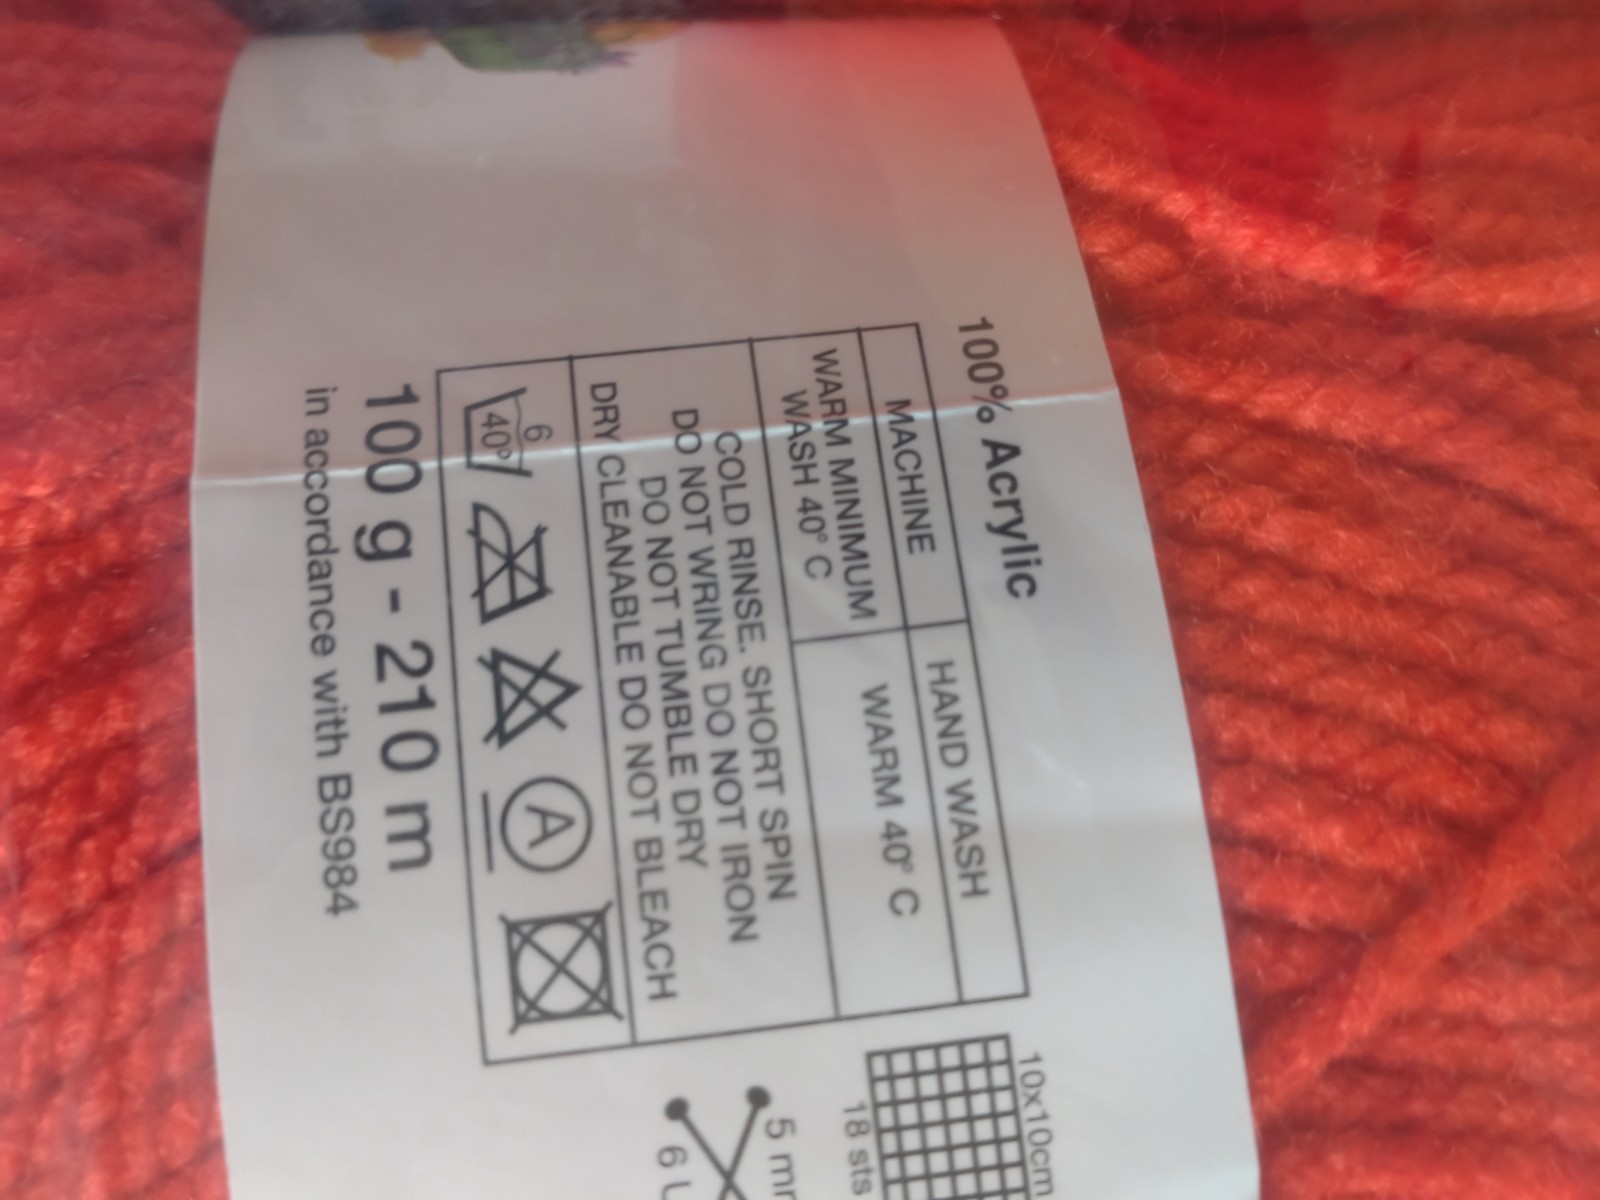 100% Acrylic
MACHINE HAND WASH
WARM MINIMUM
WASH 40° C
WARM 40° C
COLD RINSE. SHORT SPIN
DO NOT WRING DO NOT IRON
DO NOT TUMBLE DRY
DRY CLEANABLE DO NOT BLEACH
6
40°
A
100 g - 210 m
in accordance with BS984
10x10cm
18 sts
5
6